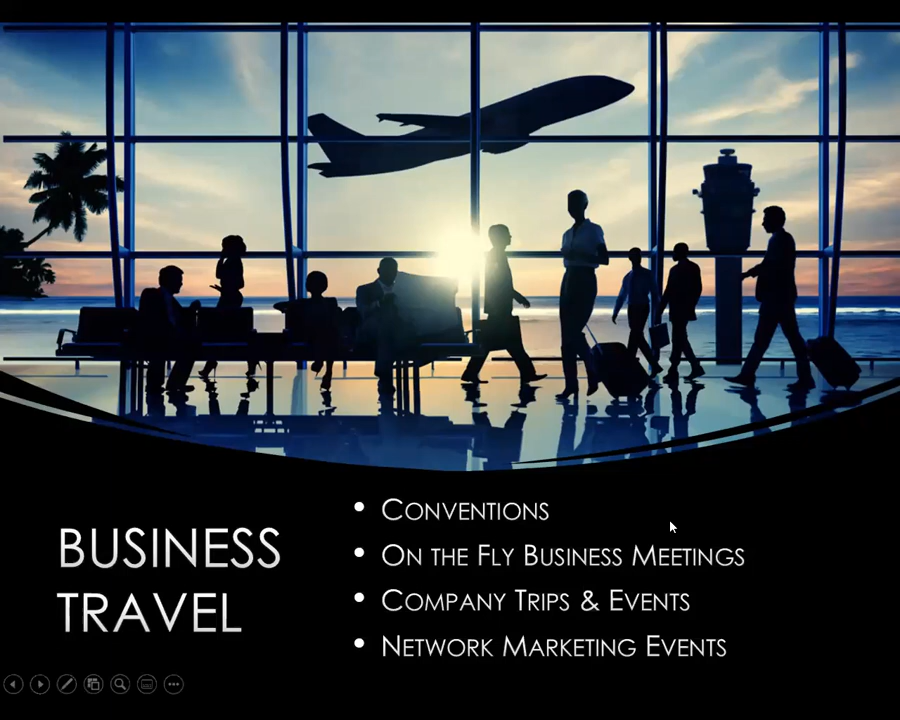 BUSINESS
TRAVEL
• Conventions
• On the Fly Business Meetings
• Company Trips & Events
• Network Marketing Events